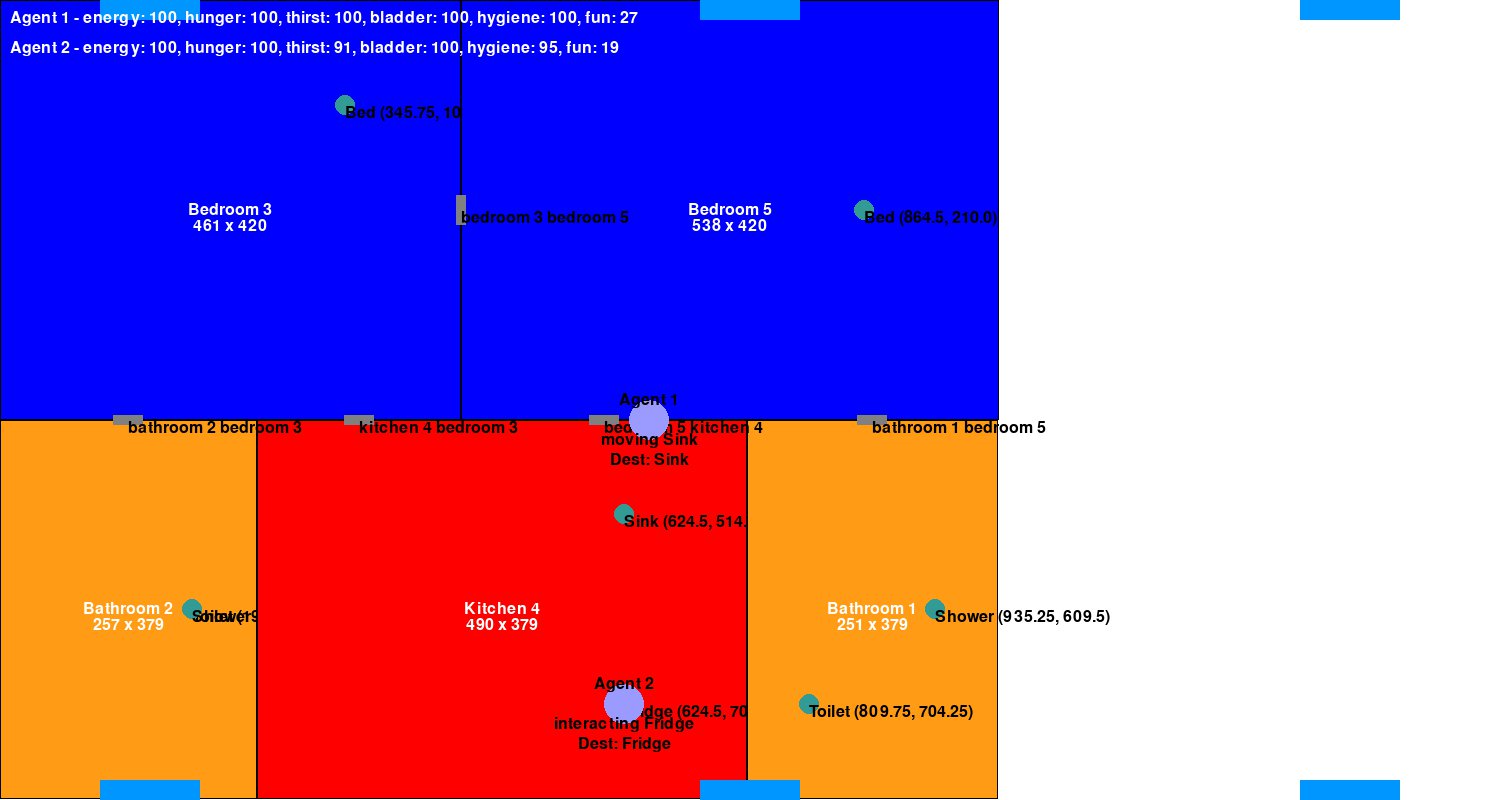 Agent 1 - energy: 100, hunger: 100, thirst: 100, bladder: 100, hygiene: 100, fun: 27
Agent 2 - energy: 100, hunger: 100, thirst: 91, bladder: 100, hygiene: 95, fun: 19
Bed (345.75, 10
Bedroom 3
461 x 420
bedroom 3 bedroom 5
Bedroom 5
538 x 420
Bed (864.5, 210.0)
Agent 1
bathroom 2 bedroom 3
kitchen 4 bedroom 3
5 kitchen 4
bathroom 1 bedroom 5
moving Sink
Dest: Sink
Sink (624.5, 514.
Bathroom 2
257 x 379
Kitchen 4
490 x 379
Bathroom 1
251 x 379
Shower (935.25, 609.5)
Agent 2
(624.5, 70
interacting Fridge
Dest: Fridge
Toilet (809.75, 704.25)